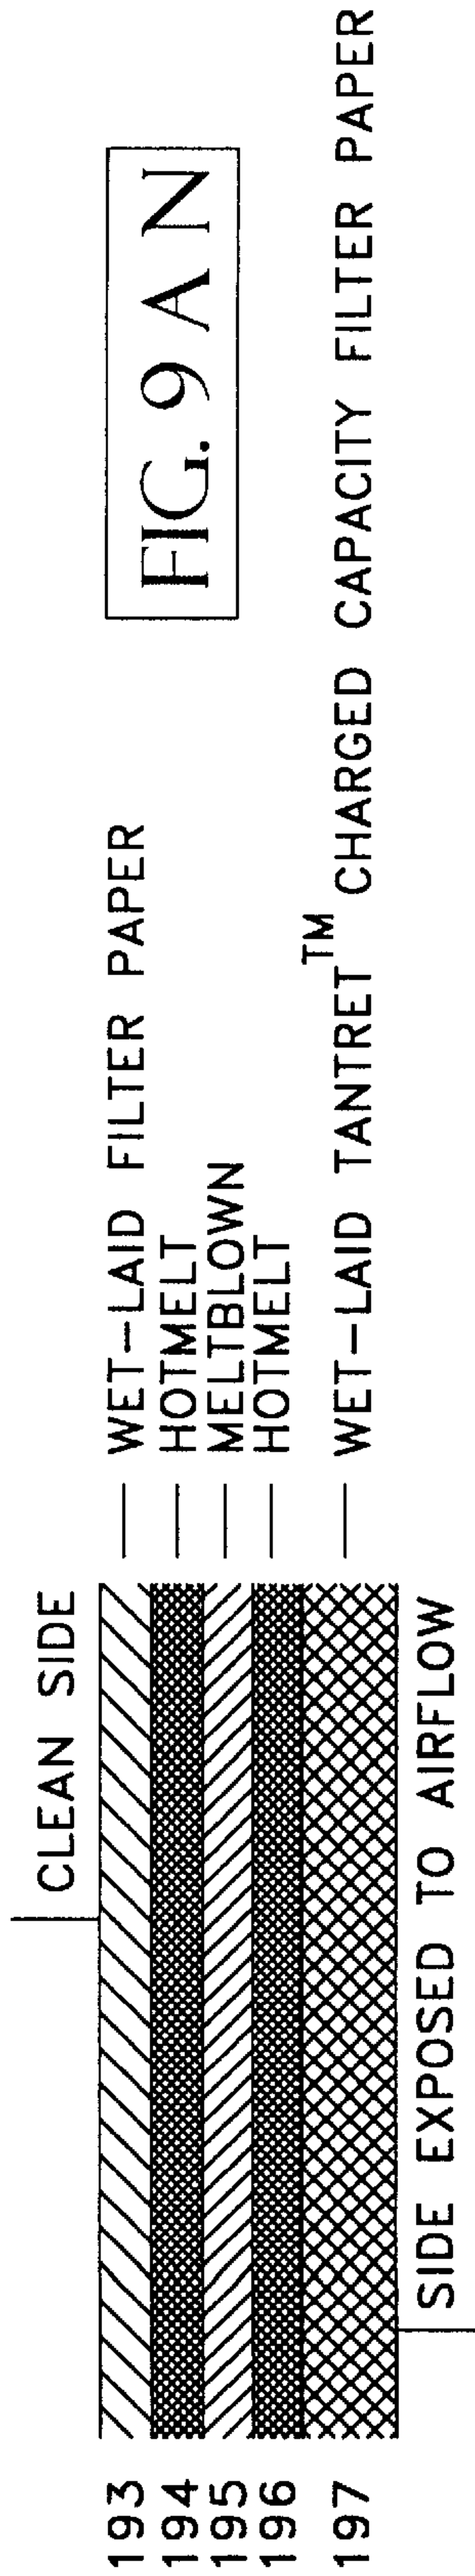 FIG. 9 A N
CLEAN SIDE
193 — WET-LAID FILTER PAPER
194 — HOTMELT
195 — MELTBLOWN
196 — HOTMELT
197 — WET-LAID TANTRET™ CHARGED CAPACITY FILTER PAPER
SIDE EXPOSED TO AIRFLOW